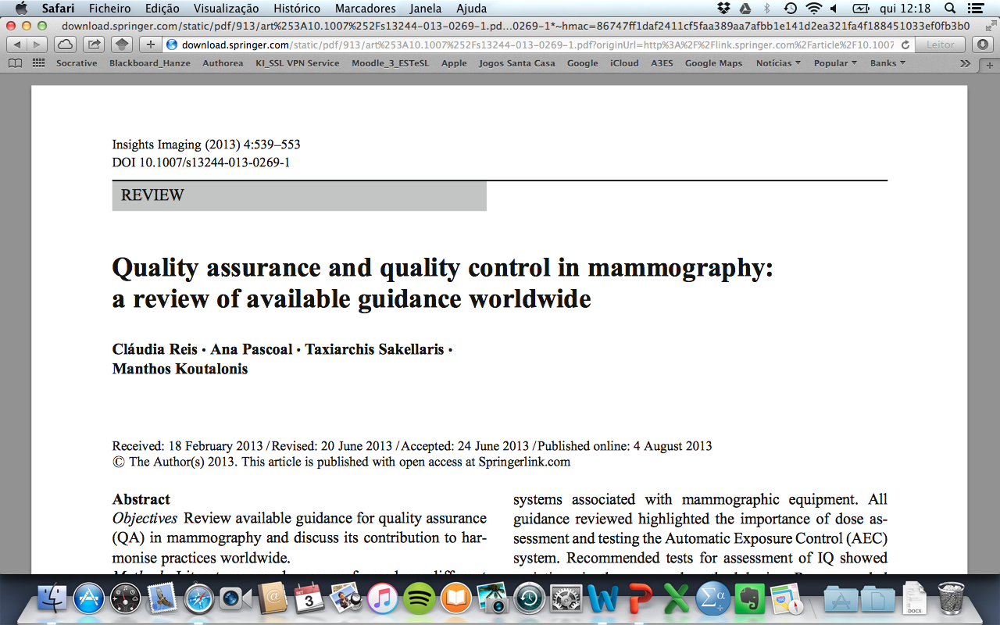 Safari Ficheiro Edição Visualização Histórico Marcadores Janela Ajuda qui 12:18
download.springer.com/static/pdf/913/art%253A10.1007%252Fs13244-013-0269-1.pd...0269-1*~hmac=86747ff1daf2411cf5faa389aa7afbb1e141d2ea321fa4f188451033ef0fb3b0
download.springer.com/static/pdf/913/art%253A10.1007%252Fs13244-013-0269-1.pdf?originUrl=http%3A%2F%2Flink.springer.com%2Farticle%2F10.1007 Leitor
Socrative Blackboard_Hanze Authorea KI_SSL VPN Service Moodle_3_ESTeSL Apple Jogos Santa Casa Google iCloud A3ES Google Maps Notícias Popular Banks
Insights Imaging (2013) 4:539–553
DOI 10.1007/s13244-013-0269-1
REVIEW
Quality assurance and quality control in mammography:
a review of available guidance worldwide
Cláudia Reis · Ana Pascoal · Taxiarchis Sakellaris ·
Manthos Koutalonis
Received: 18 February 2013 / Revised: 20 June 2013 / Accepted: 24 June 2013 / Published online: 4 August 2013
© The Author(s) 2013. This article is published with open access at Springerlink.com
Abstract
Objectives Review available guidance for quality assurance
(QA) in mammography and discuss its contribution to har-
monise practices worldwide.
systems associated with mammographic equipment. All
guidance reviewed highlighted the importance of dose as-
sessment and testing the Automatic Exposure Control (AEC)
system. Recommended tests for assessment of IQ showed
SET
3
DOCX